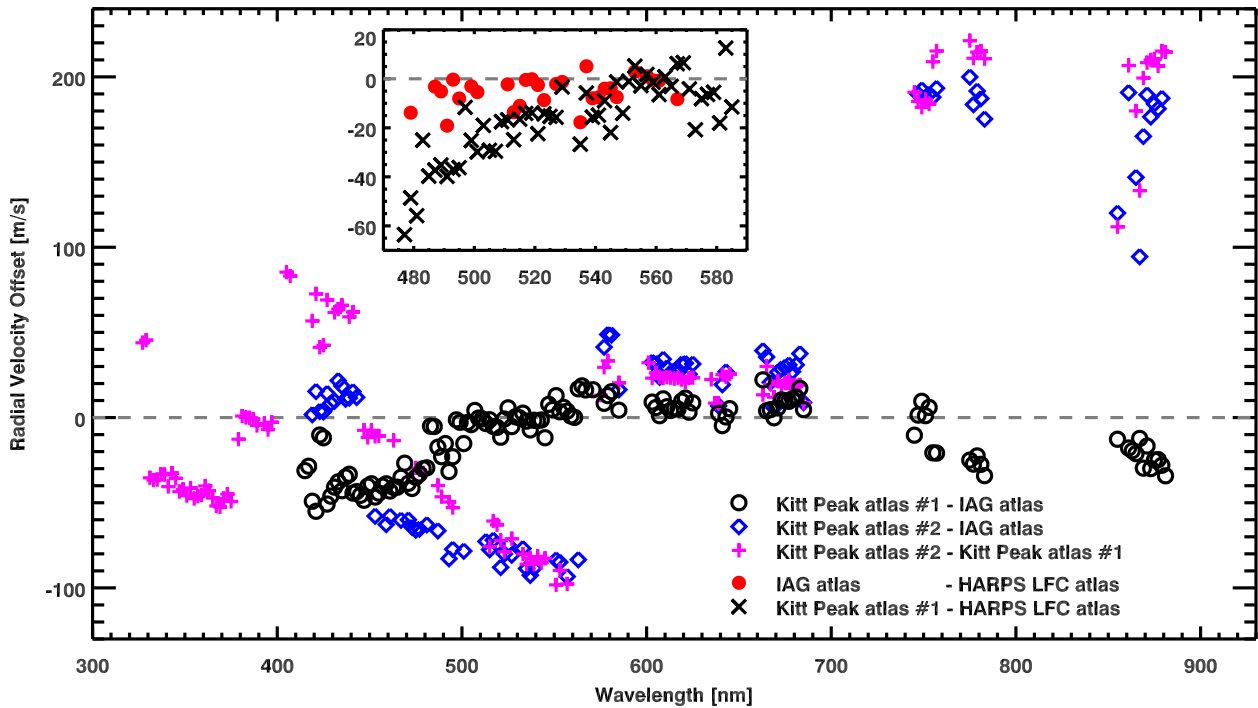 20
0
-20
-40
-60
480 500 520 540 560 580
200
100
0
-100
Radial Velocity Offset [m/s]
Kitt Peak atlas #1 - IAG atlas
Kitt Peak atlas #2 - IAG atlas
Kitt Peak atlas #2 - Kitt Peak atlas #1
IAG atlas - HARPS LFC atlas
Kitt Peak atlas #1 - HARPS LFC atlas
300 400 500 600 700 800 900
Wavelength [nm]